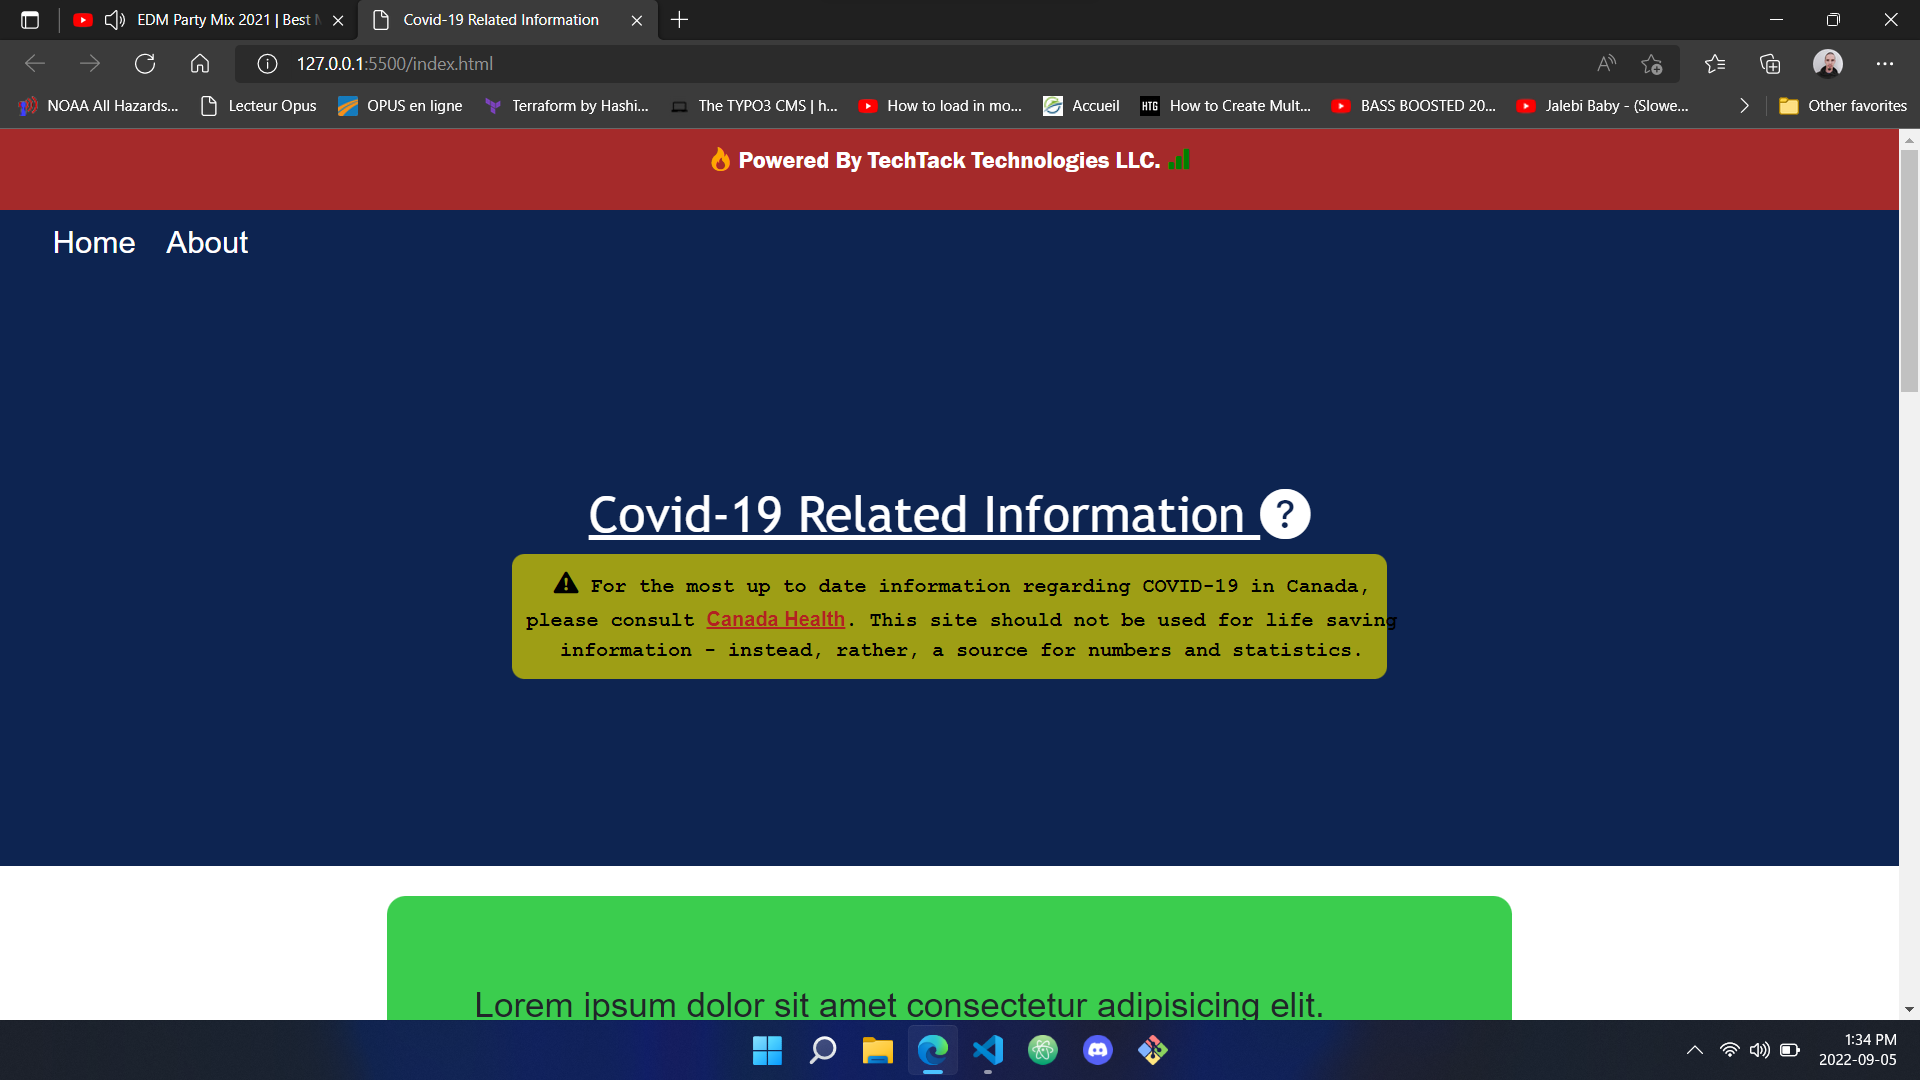 EDM Party Mix 2021 | Best
Covid-19 Related Information
127.0.0.1:5500/index.html
NOAA All Hazards...
Lecteur Opus
OPUS en ligne
Terraform by Hashi...
The TYPO3 CMS | h...
How to load in mo...
Accueil
HTG
How to Create Mult...
BASS BOOSTED 20...
Jalebi Baby - (Slowe...
Other favorites
Powered By TechTack Technologies LLC.
Home
About
Covid-19 Related Information ?
For the most up to date information regarding COVID-19 in Canada,
please consult Canada Health. This site should not be used for life saving
information - instead, rather, a source for numbers and statistics.
Lorem ipsum dolor sit amet consectetur adipisicing elit.
1:34 PM
2022-09-05